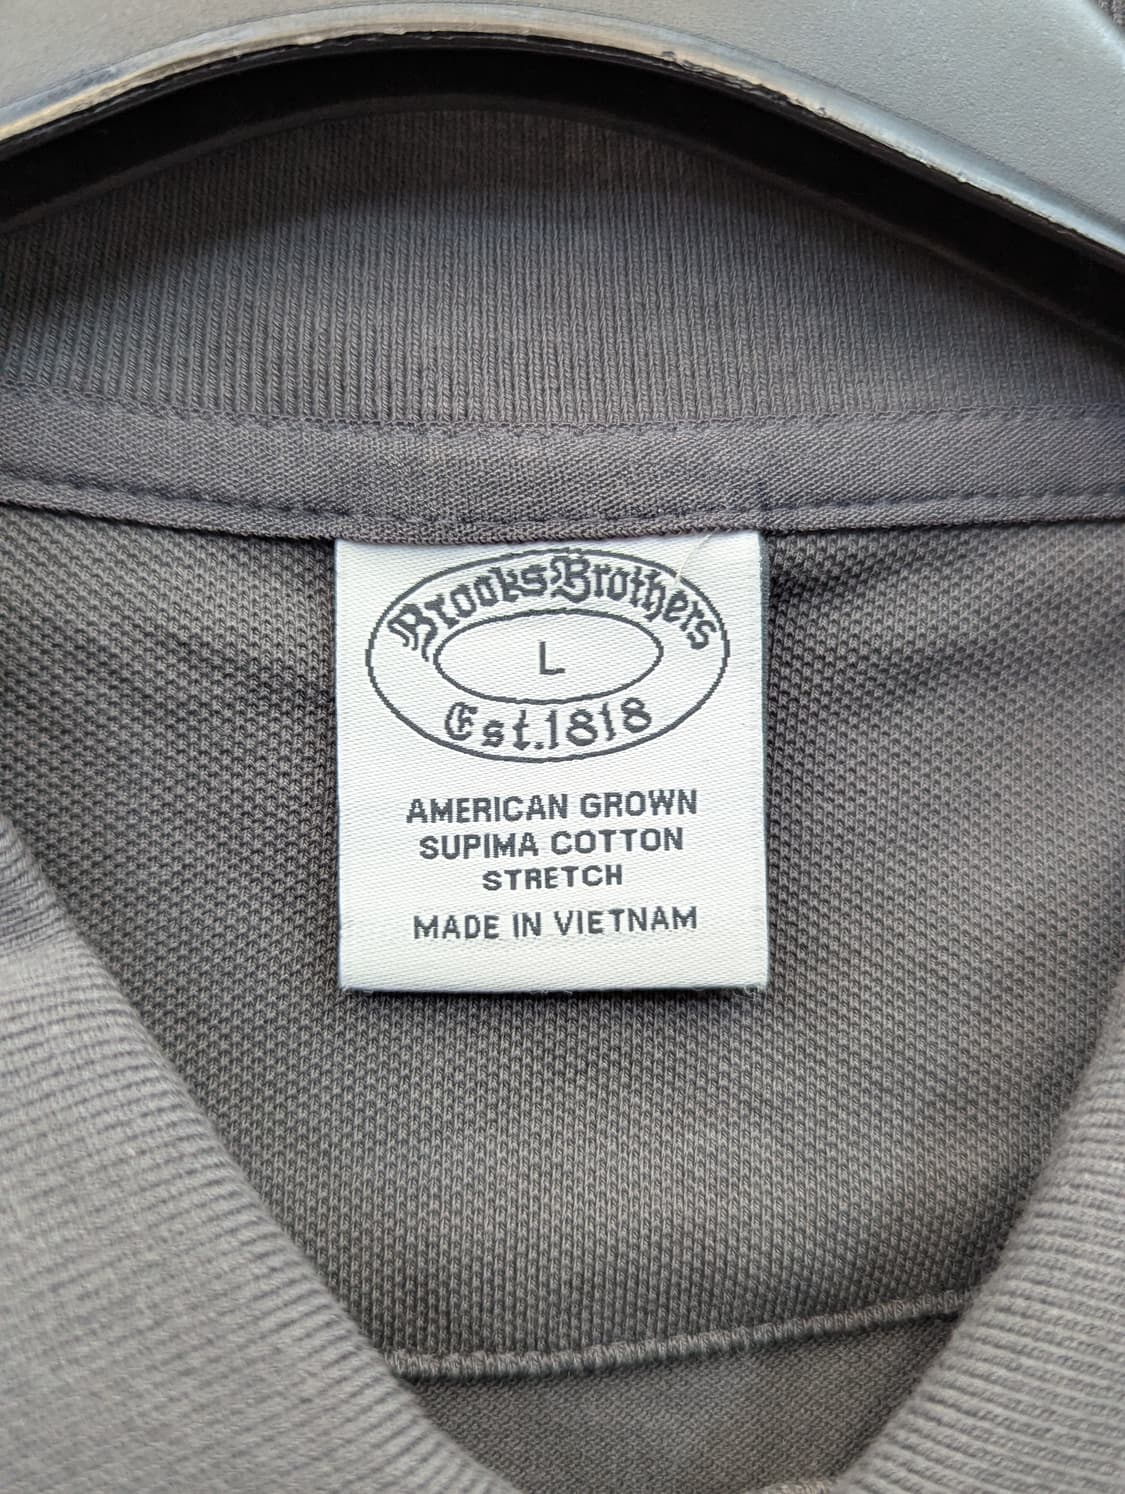 Brooks Brothers
L
Est. 1818
AMERICAN GROWN
SUPIMA COTTON
STRETCH
MADE IN VIETNAM